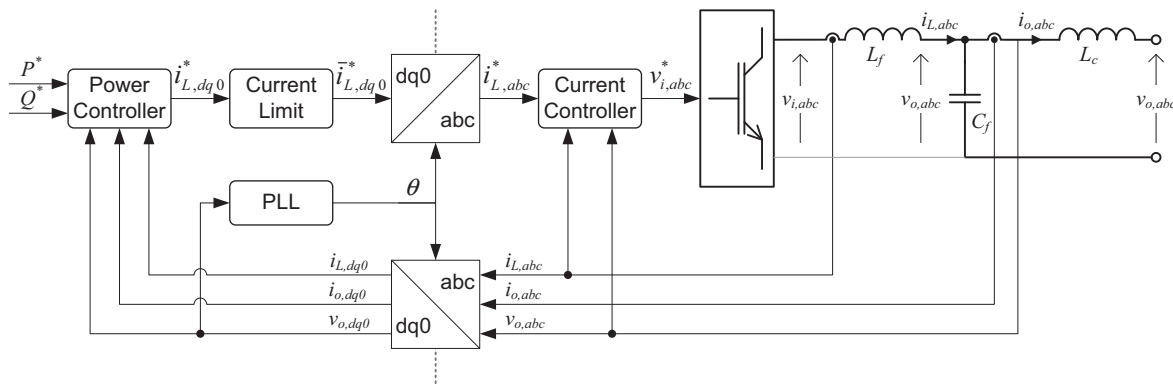 P*
Q*
Power Controller
i*L,dq0
Current Limit
i̅*L,dq0
dq0
abc
i*L,abc
Current Controller
v*i,abc
vi,abc
Lf
iL,abc
vo,abc
Cf
io,abc
Lc
vo,abc
PLL
θ
iL,dq0
io,dq0
vo,dq0
abc
dq0
iL,abc
io,abc
vo,abc